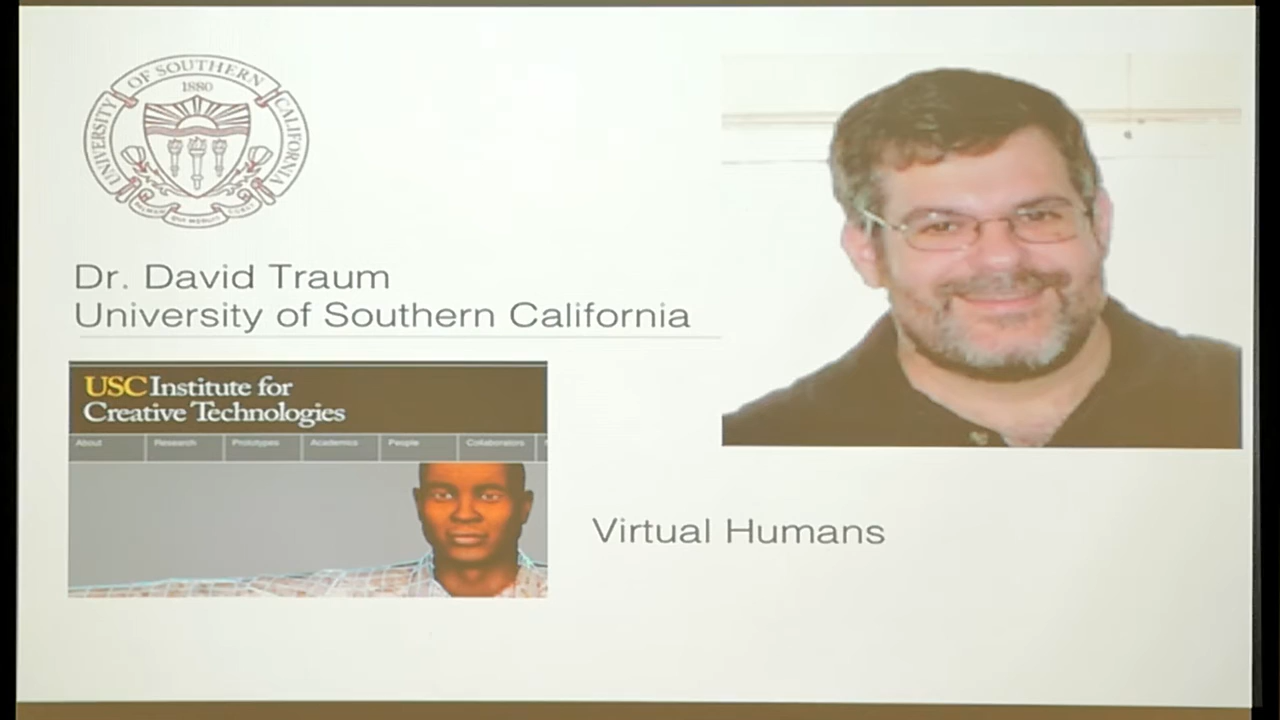 UNIVERSITY OF SOUTHERN CALIFORNIA
1880
Dr. David Traum
University of Southern California
USC Institute for
Creative Technologies
About Research Prototypes Academics People Collaborators
Virtual Humans